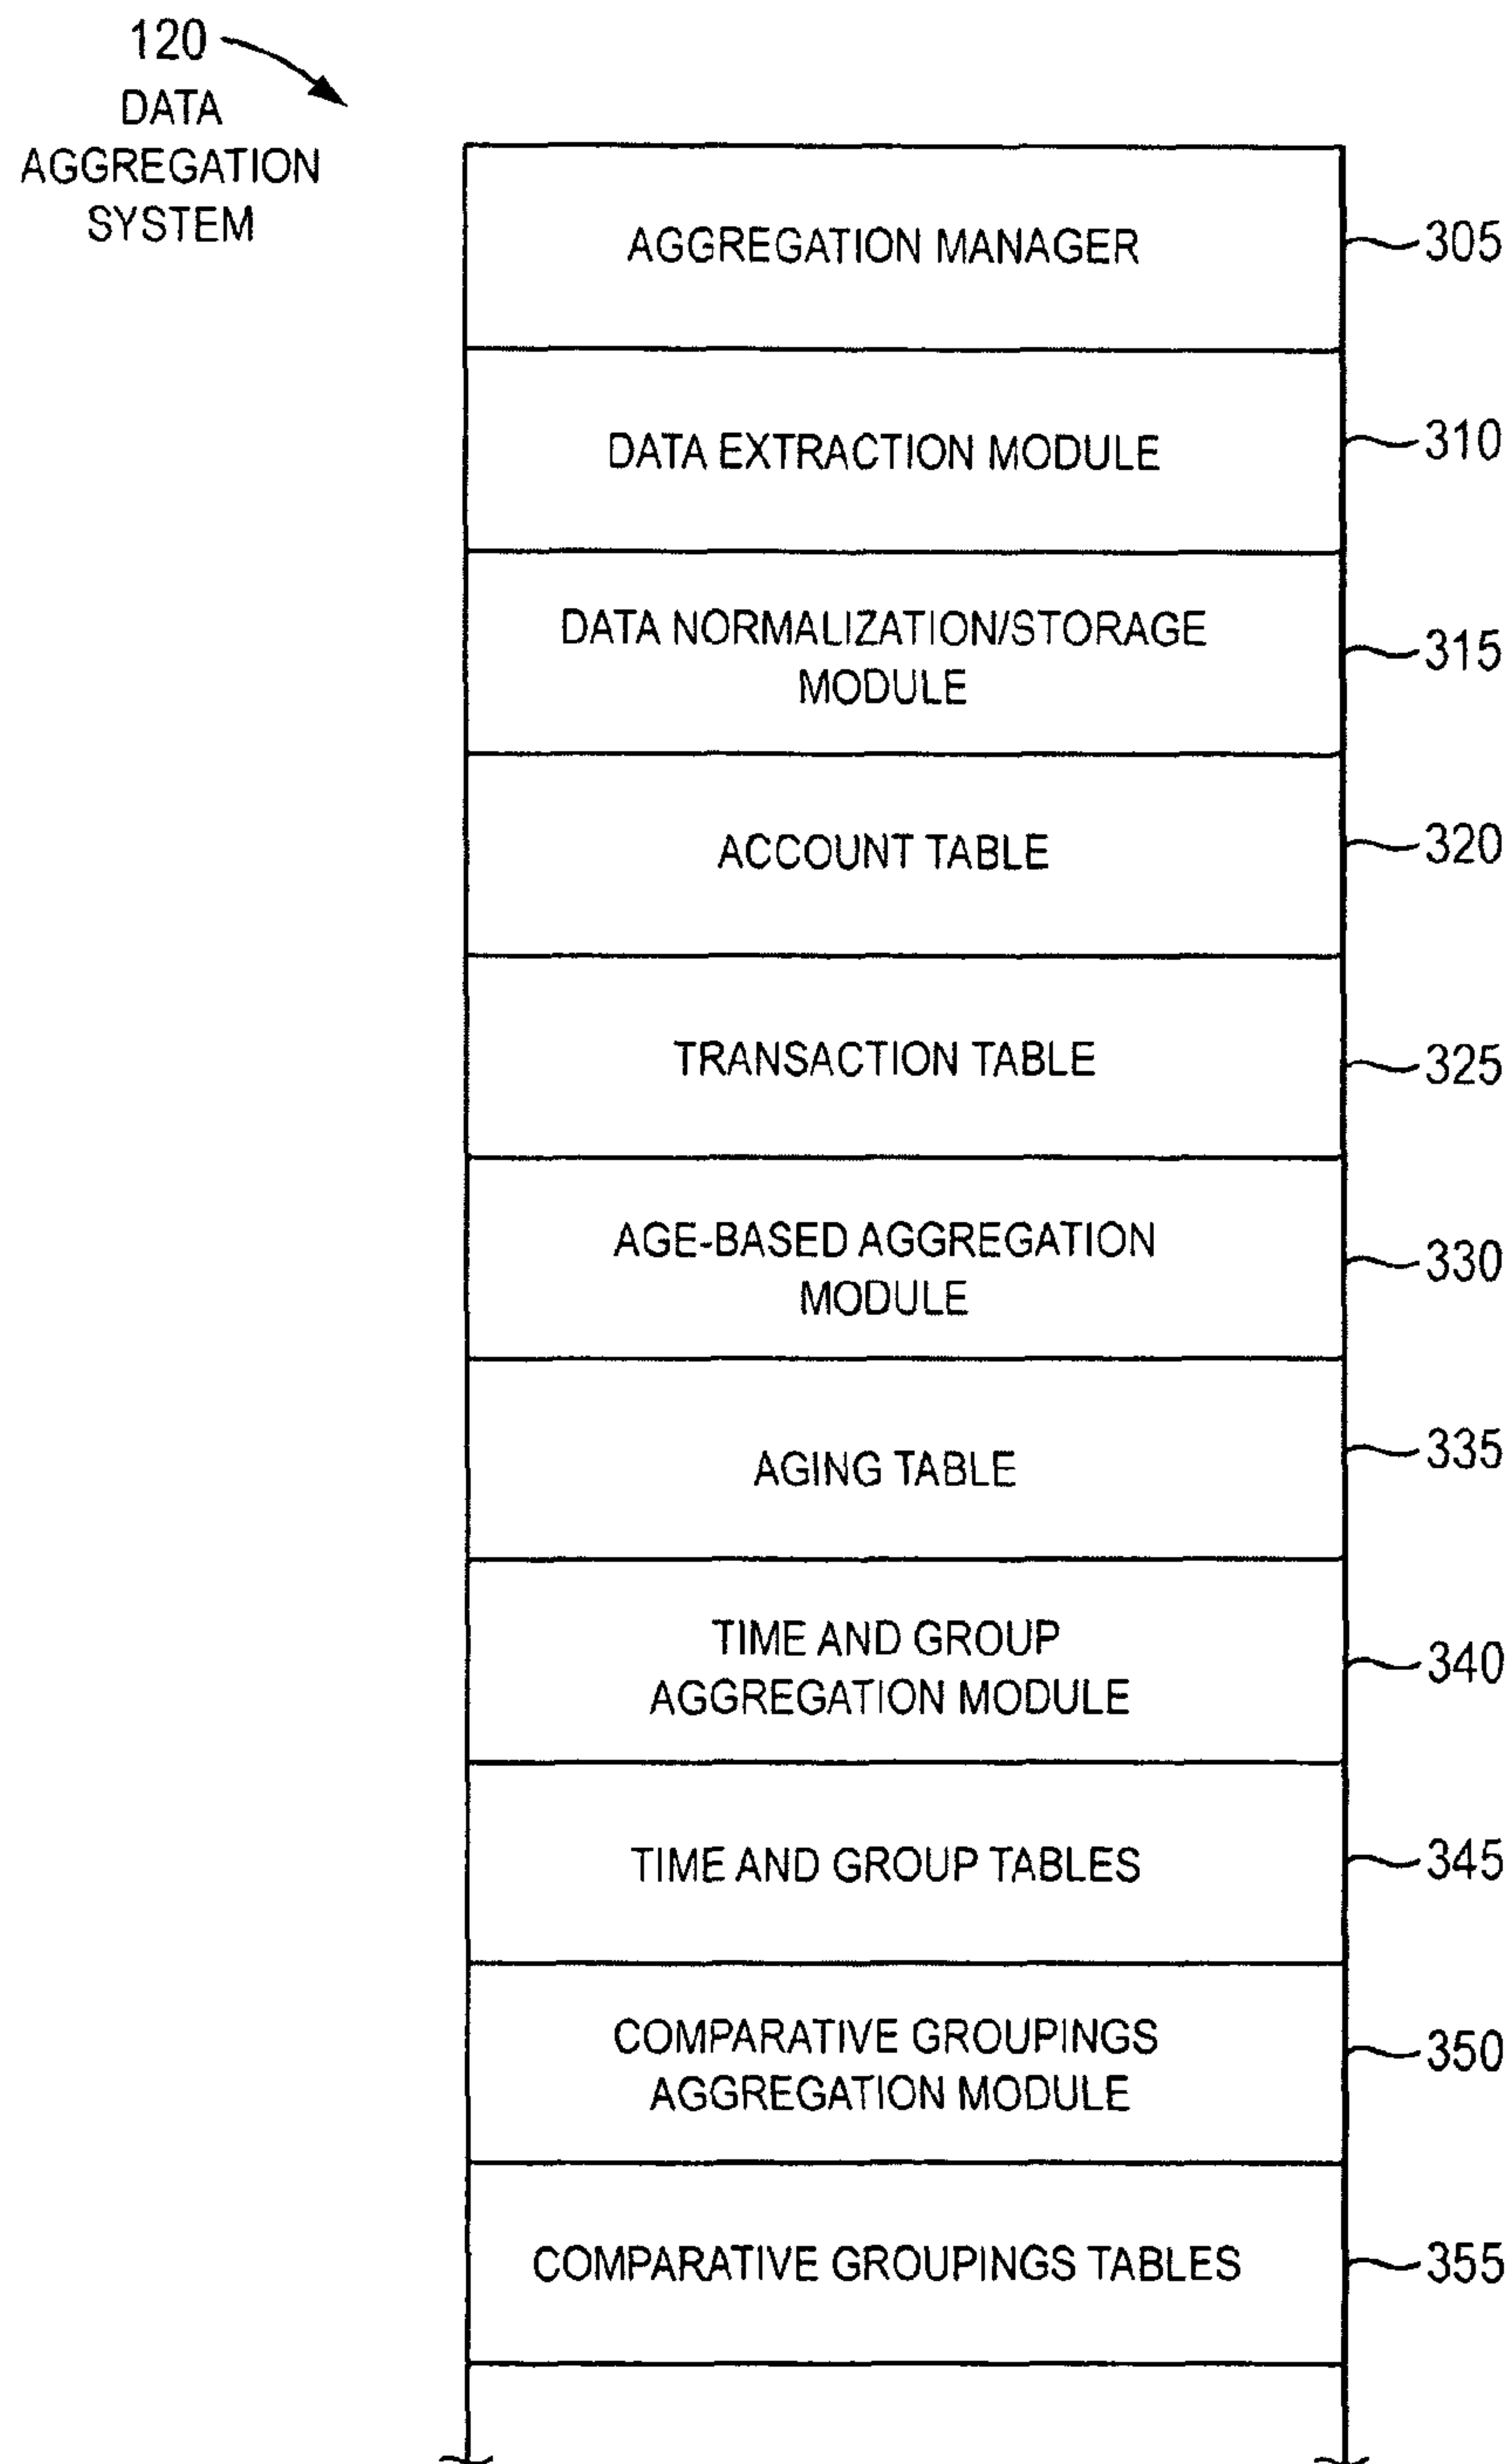 120
DATA
AGGREGATION
SYSTEM
AGGREGATION MANAGER
305
DATA EXTRACTION MODULE
310
DATA NORMALIZATION/STORAGE
MODULE
315
ACCOUNT TABLE
320
TRANSACTION TABLE
325
AGE-BASED AGGREGATION
MODULE
330
AGING TABLE
335
TIME AND GROUP
AGGREGATION MODULE
340
TIME AND GROUP TABLES
345
COMPARATIVE GROUPINGS
AGGREGATION MODULE
350
COMPARATIVE GROUPINGS TABLES
355